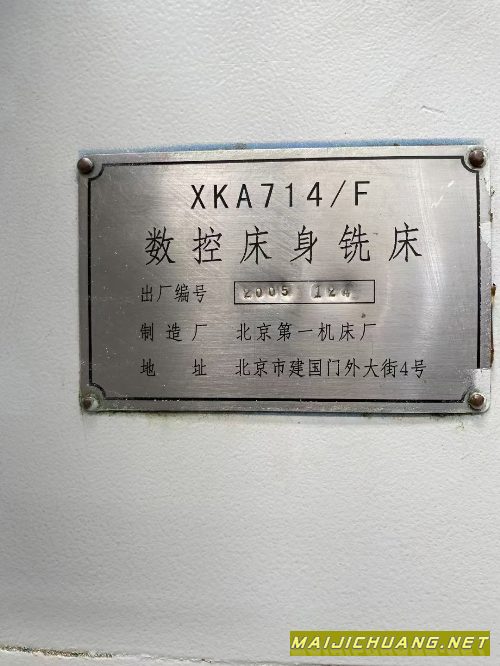 XKA714/F
数控床身铣床
出厂编号 2005 124
制造厂 北京第一机床厂
地址 北京市建国门外大街4号
MAIJICHUANG.NET